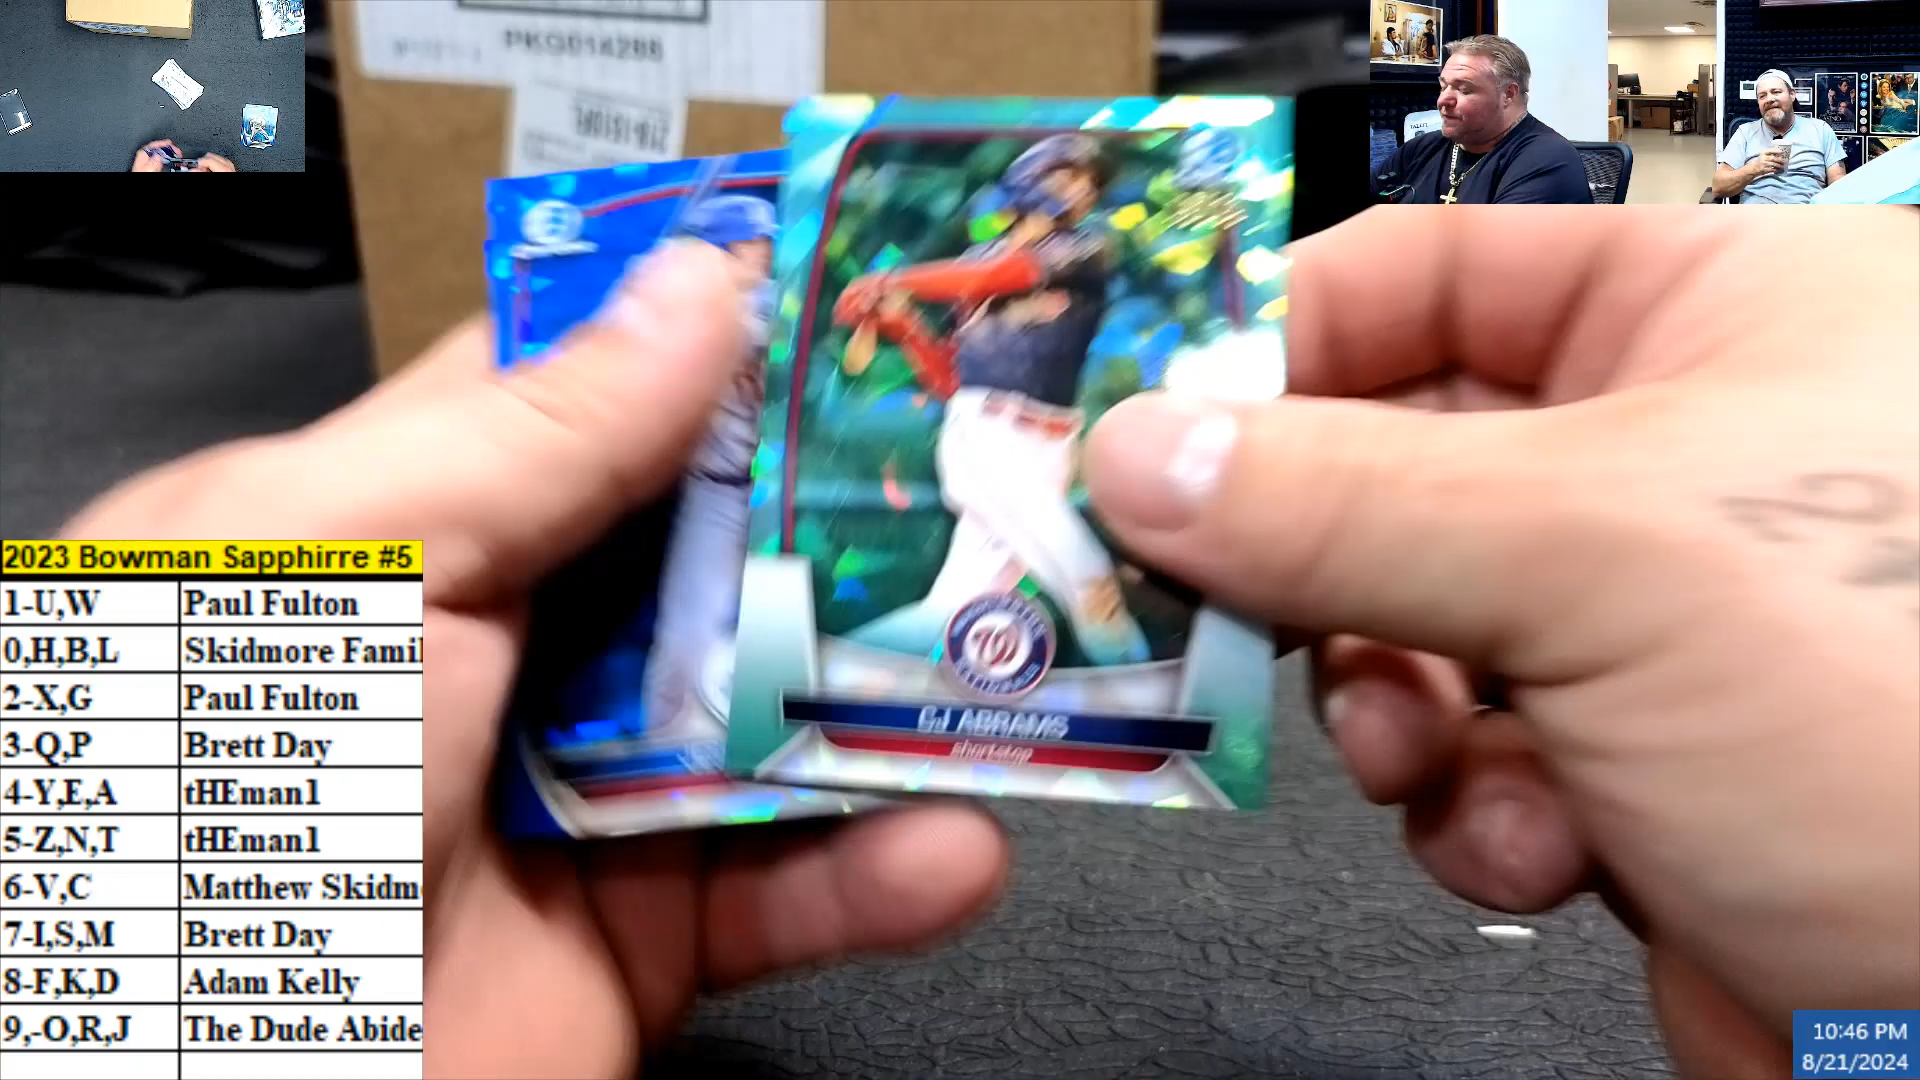 PKG014288
CJ ABRAMS
shortstop
2023 Bowman Sapphirre #5
1-U,W Paul Fulton
0,H,B,L Skidmore Famil
2-X,G Paul Fulton
3-Q,P Brett Day
4-Y,E,A tHEman1
5-Z,N,T tHEman1
6-V,C Matthew Skidm
7-I,S,M Brett Day
8-F,K,D Adam Kelly
9,-O,R,J The Dude Abide
10:46 PM
8/21/2024